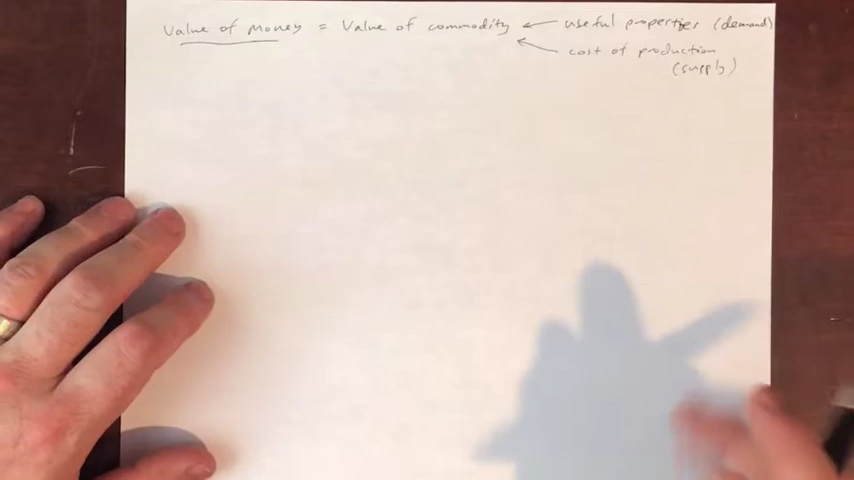 Value of Money = Value of commodity ← useful properties (demand)
cost of production
(supply)